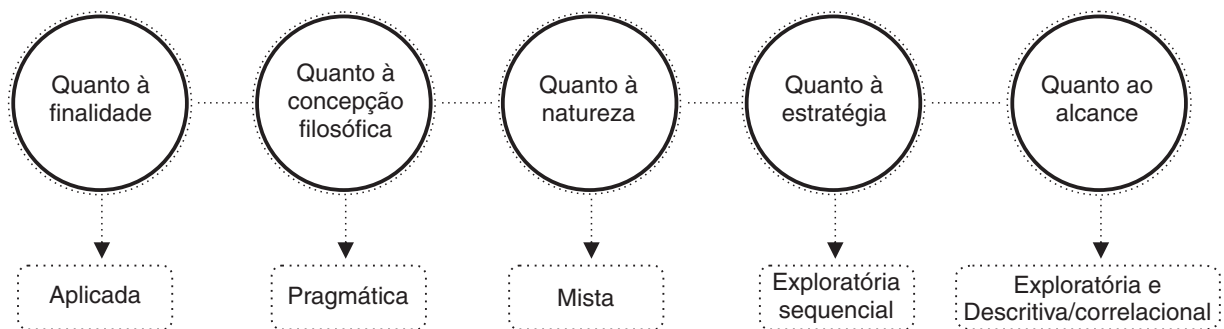 Quanto à
finalidade
Quanto à
concepção
filosófica
Quanto à
natureza
Quanto à
estratégia
Quanto ao
alcance
Aplicada
Pragmática
Mista
Exploratória
sequencial
Exploratória e
Descritiva/correlacional